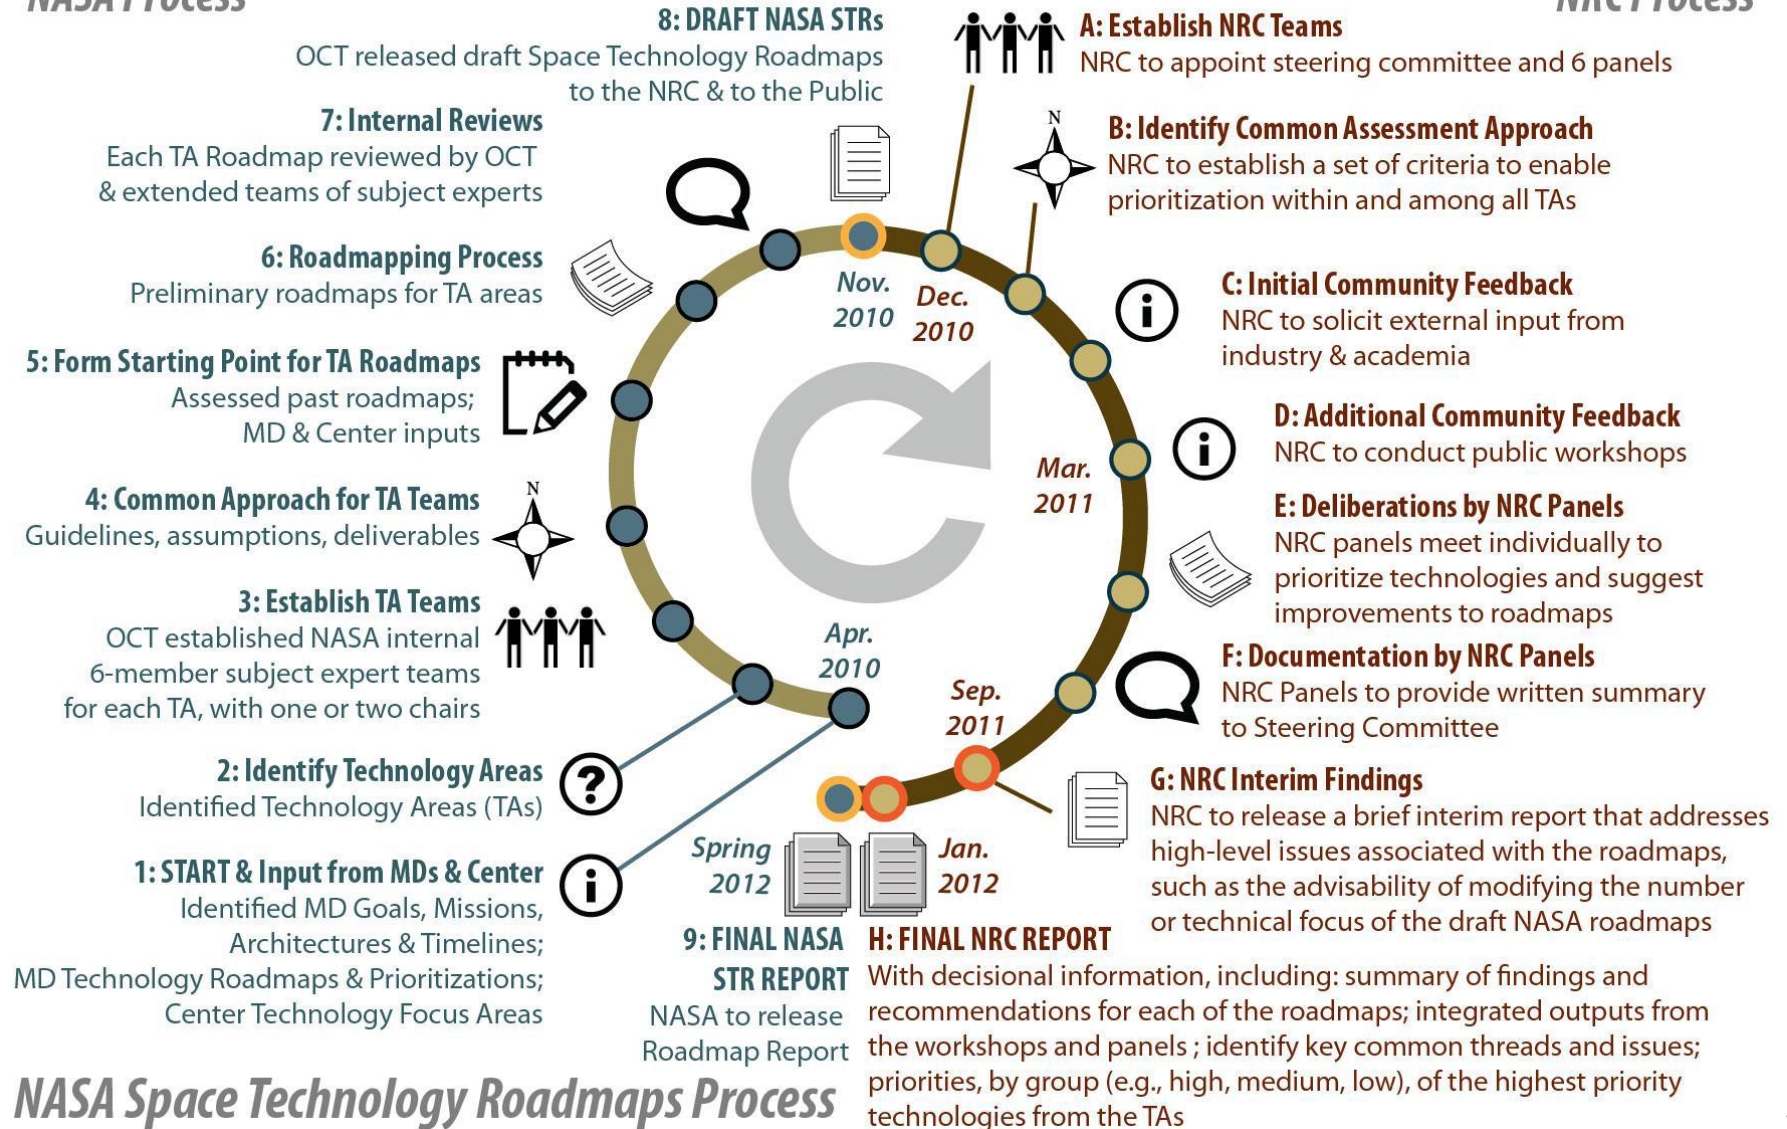 NASA Process
NRC Process
8: DRAFT NASA STRs
OCT released draft Space Technology Roadmaps
to the NRC & to the Public
7: Internal Reviews
Each TA Roadmap reviewed by OCT
& extended teams of subject experts
6: Roadmapping Process
Preliminary roadmaps for TA areas
5: Form Starting Point for TA Roadmaps
Assessed past roadmaps;
MD & Center inputs
4: Common Approach for TA Teams
Guidelines, assumptions, deliverables
N
3: Establish TA Teams
OCT established NASA internal
6-member subject expert teams
for each TA, with one or two chairs
2: Identify Technology Areas
Identified Technology Areas (TAs)
?
1: START & Input from MDs & Center
Identified MD Goals, Missions,
Architectures & Timelines;
MD Technology Roadmaps & Prioritizations;
Center Technology Focus Areas
i
Nov.
2010
Dec.
2010
Mar.
2011
Apr.
2010
Sep.
2011
Spring
2012
Jan.
2012
A: Establish NRC Teams
NRC to appoint steering committee and 6 panels
N
B: Identify Common Assessment Approach
NRC to establish a set of criteria to enable
prioritization within and among all TAs
i
C: Initial Community Feedback
NRC to solicit external input from
industry & academia
i
D: Additional Community Feedback
NRC to conduct public workshops
E: Deliberations by NRC Panels
NRC panels meet individually to
prioritize technologies and suggest
improvements to roadmaps
F: Documentation by NRC Panels
NRC Panels to provide written summary
to Steering Committee
G: NRC Interim Findings
NRC to release a brief interim report that addresses
high-level issues associated with the roadmaps,
such as the advisability of modifying the number
or technical focus of the draft NASA roadmaps
9: FINAL NASA
STR REPORT
NASA to release
Roadmap Report
H: FINAL NRC REPORT
With decisional information, including: summary of findings and
recommendations for each of the roadmaps; integrated outputs from
the workshops and panels ; identify key common threads and issues;
priorities, by group (e.g., high, medium, low), of the highest priority
technologies from the TAs
NASA Space Technology Roadmaps Process